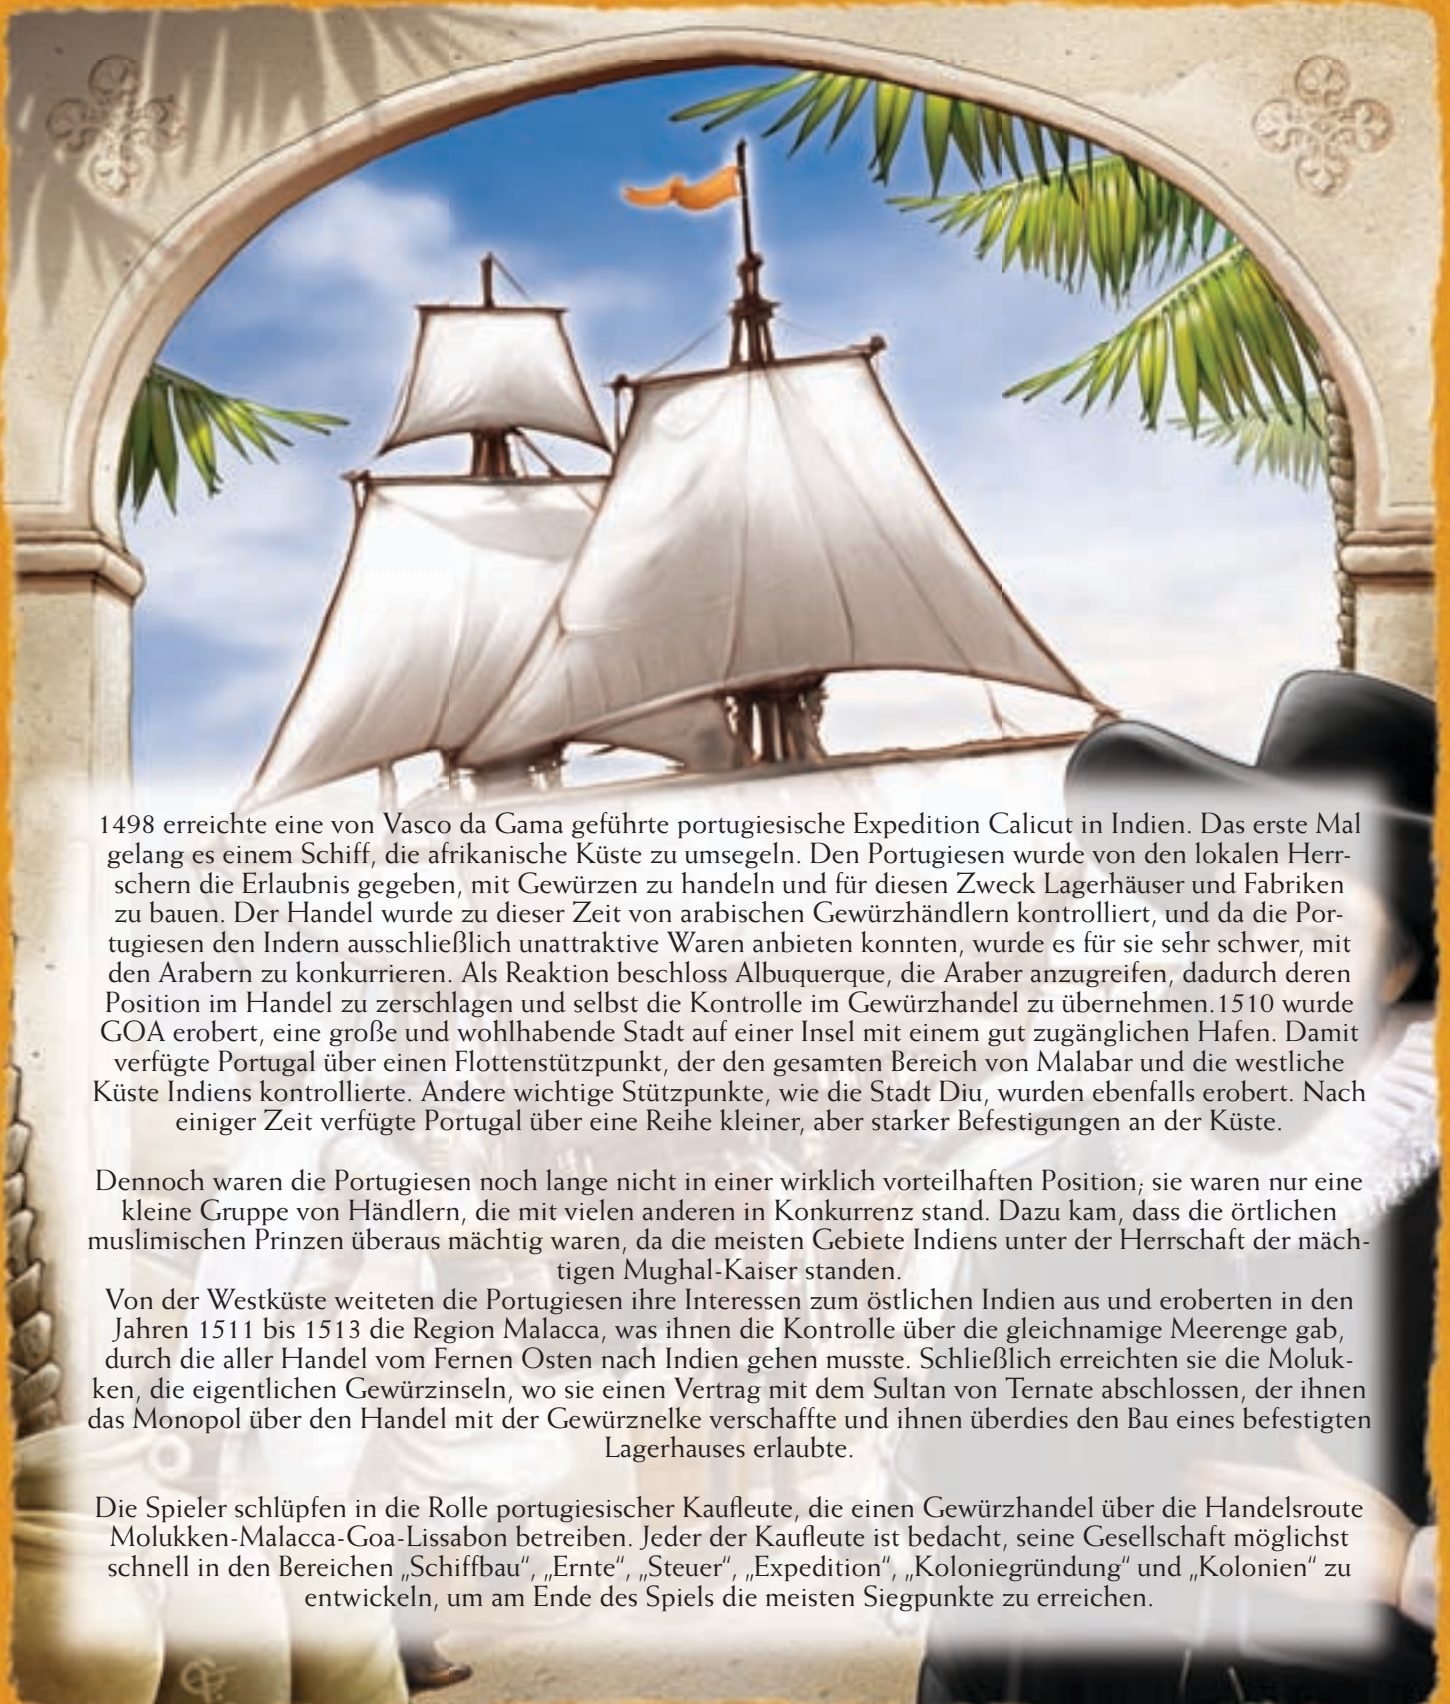 1498 erreichte eine von Vasco da Gama geführte portugiesische Expedition Calicut in Indien. Das erste Mal
gelang es einem Schiff, die afrikanische Küste zu umsegeln. Den Portugiesen wurde von den lokalen Herr-
schern die Erlaubnis gegeben, mit Gewürzen zu handeln und für diesen Zweck Lagerhäuser und Fabriken
zu bauen. Der Handel wurde zu dieser Zeit von arabischen Gewürzhändlern kontrolliert, und da die Por-
tugiesen den Indern ausschließlich unattraktive Waren anbieten konnten, wurde es für sie sehr schwer, mit
den Arabern zu konkurrieren. Als Reaktion beschloss Albuquerque, die Araber anzugreifen, dadurch deren
Position im Handel zu zerschlagen und selbst die Kontrolle im Gewürzhandel zu übernehmen.1510 wurde
GOA erobert, eine große und wohlhabende Stadt auf einer Insel mit einem gut zugänglichen Hafen. Damit
verfügte Portugal über einen Flottenstützpunkt, der den gesamten Bereich von Malabar und die westliche
Küste Indiens kontrollierte. Andere wichtige Stützpunkte, wie die Stadt Diu, wurden ebenfalls erobert. Nach
einiger Zeit verfügte Portugal über eine Reihe kleiner, aber starker Befestigungen an der Küste.
Dennoch waren die Portugiesen noch lange nicht in einer wirklich vorteilhaften Position; sie waren nur eine
kleine Gruppe von Händlern, die mit vielen anderen in Konkurrenz stand. Dazu kam, dass die örtlichen
muslimischen Prinzen überaus mächtig waren, da die meisten Gebiete Indiens unter der Herrschaft der mäch-
tigen Mughal-Kaiser standen.
Von der Westküste weiteten die Portugiesen ihre Interessen zum östlichen Indien aus und eroberten in den
Jahren 1511 bis 1513 die Region Malacca, was ihnen die Kontrolle über die gleichnamige Meerenge gab,
durch die aller Handel vom Fernen Osten nach Indien gehen musste. Schließlich erreichten sie die Moluk-
ken, die eigentlichen Gewürzinseln, wo sie einen Vertrag mit dem Sultan von Ternate abschlossen, der ihnen
das Monopol über den Handel mit der Gewürznelke verschaffte und ihnen überdies den Bau eines befestigten
Lagerhauses erlaubte.
Die Spieler schlüpfen in die Rolle portugiesischer Kaufleute, die einen Gewürzhandel über die Handelsroute
Molukken-Malacca-Goa-Lissabon betreiben. Jeder der Kaufleute ist bedacht, seine Gesellschaft möglichst
schnell in den Bereichen „Schiffbau“, „Ernte“, „Steuer“, „Expedition“, „Koloniegründung“ und „Kolonien“ zu
entwickeln, um am Ende des Spiels die meisten Siegpunkte zu erreichen.